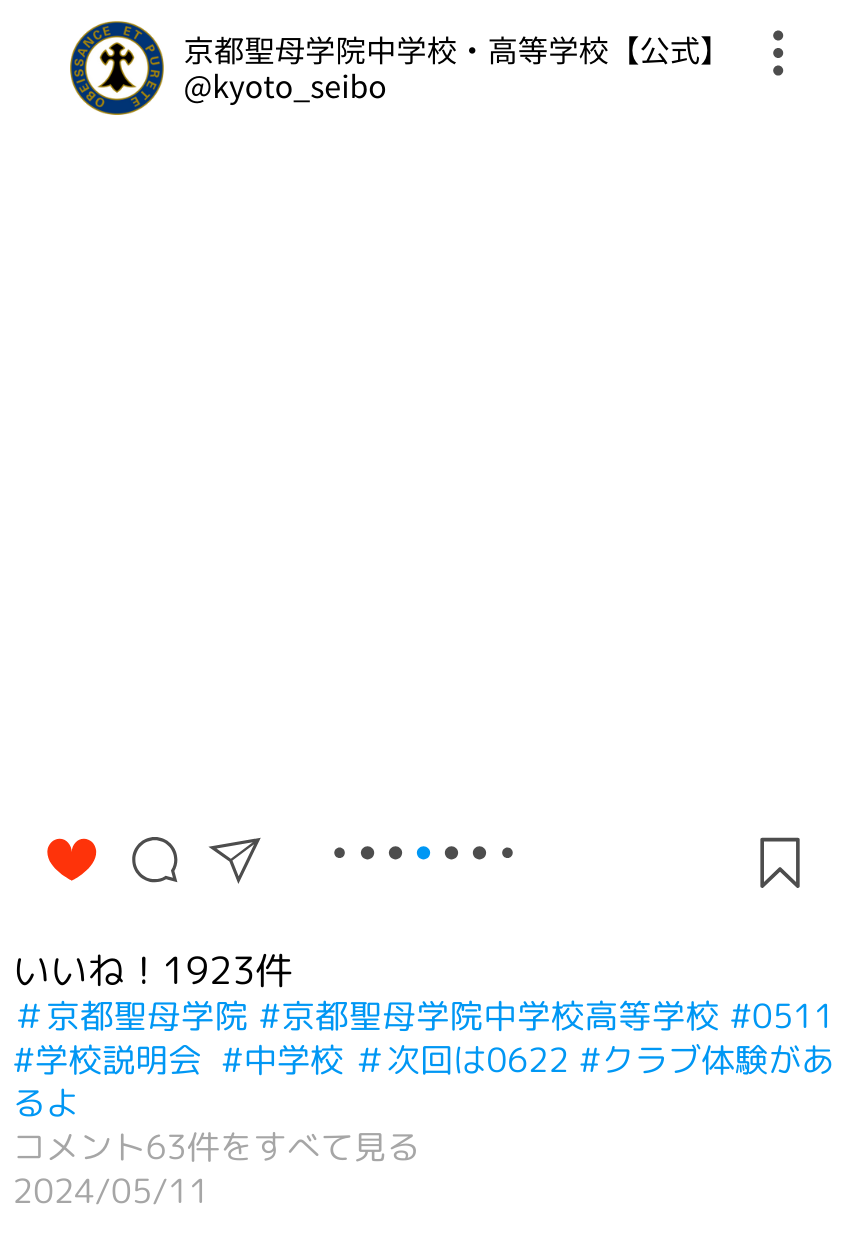 OBEISSANCE ET PURETE
京都聖母学院中学校・高等学校【公式】
@kyoto_seibo
いいね！1923件
＃京都聖母学院 #京都聖母学院中学校高等学校 #0511
#学校説明会 #中学校 ＃次回は0622 #クラブ体験があ
るよ
コメント63件をすべて見る
2024/05/11